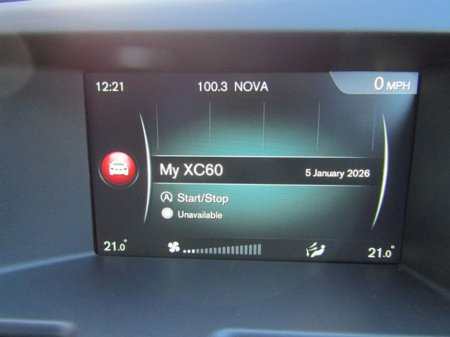 12:21 100.3 NOVA 0 MPH
My XC60 5 January 2026
Start/Stop
Unavailable
21.0° 21.0°